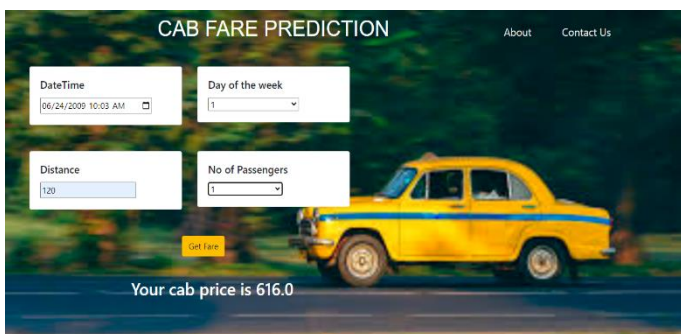 CAB FARE PREDICTION
About
Contact Us
DateTime
06/24/2009 10:03 AM
Day of the week
1
Distance
120
No of Passengers
1
Get Fare
Your cab price is 616.0